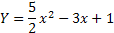 Y = 5/2 x² − 3x + 1